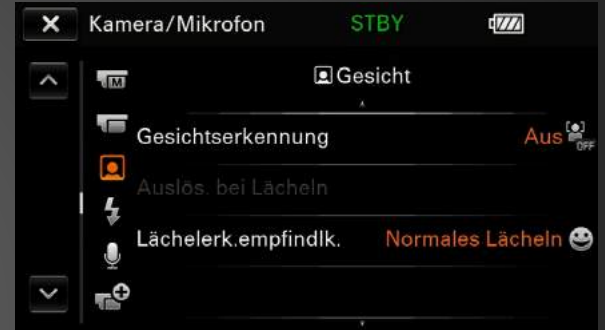 Kamera/Mikrofon STBY
Gesicht
Gesichtserkennung Aus OFF
Auslös. bei Lächeln
Lächelerk.empfindlk. Normales Lächeln
M